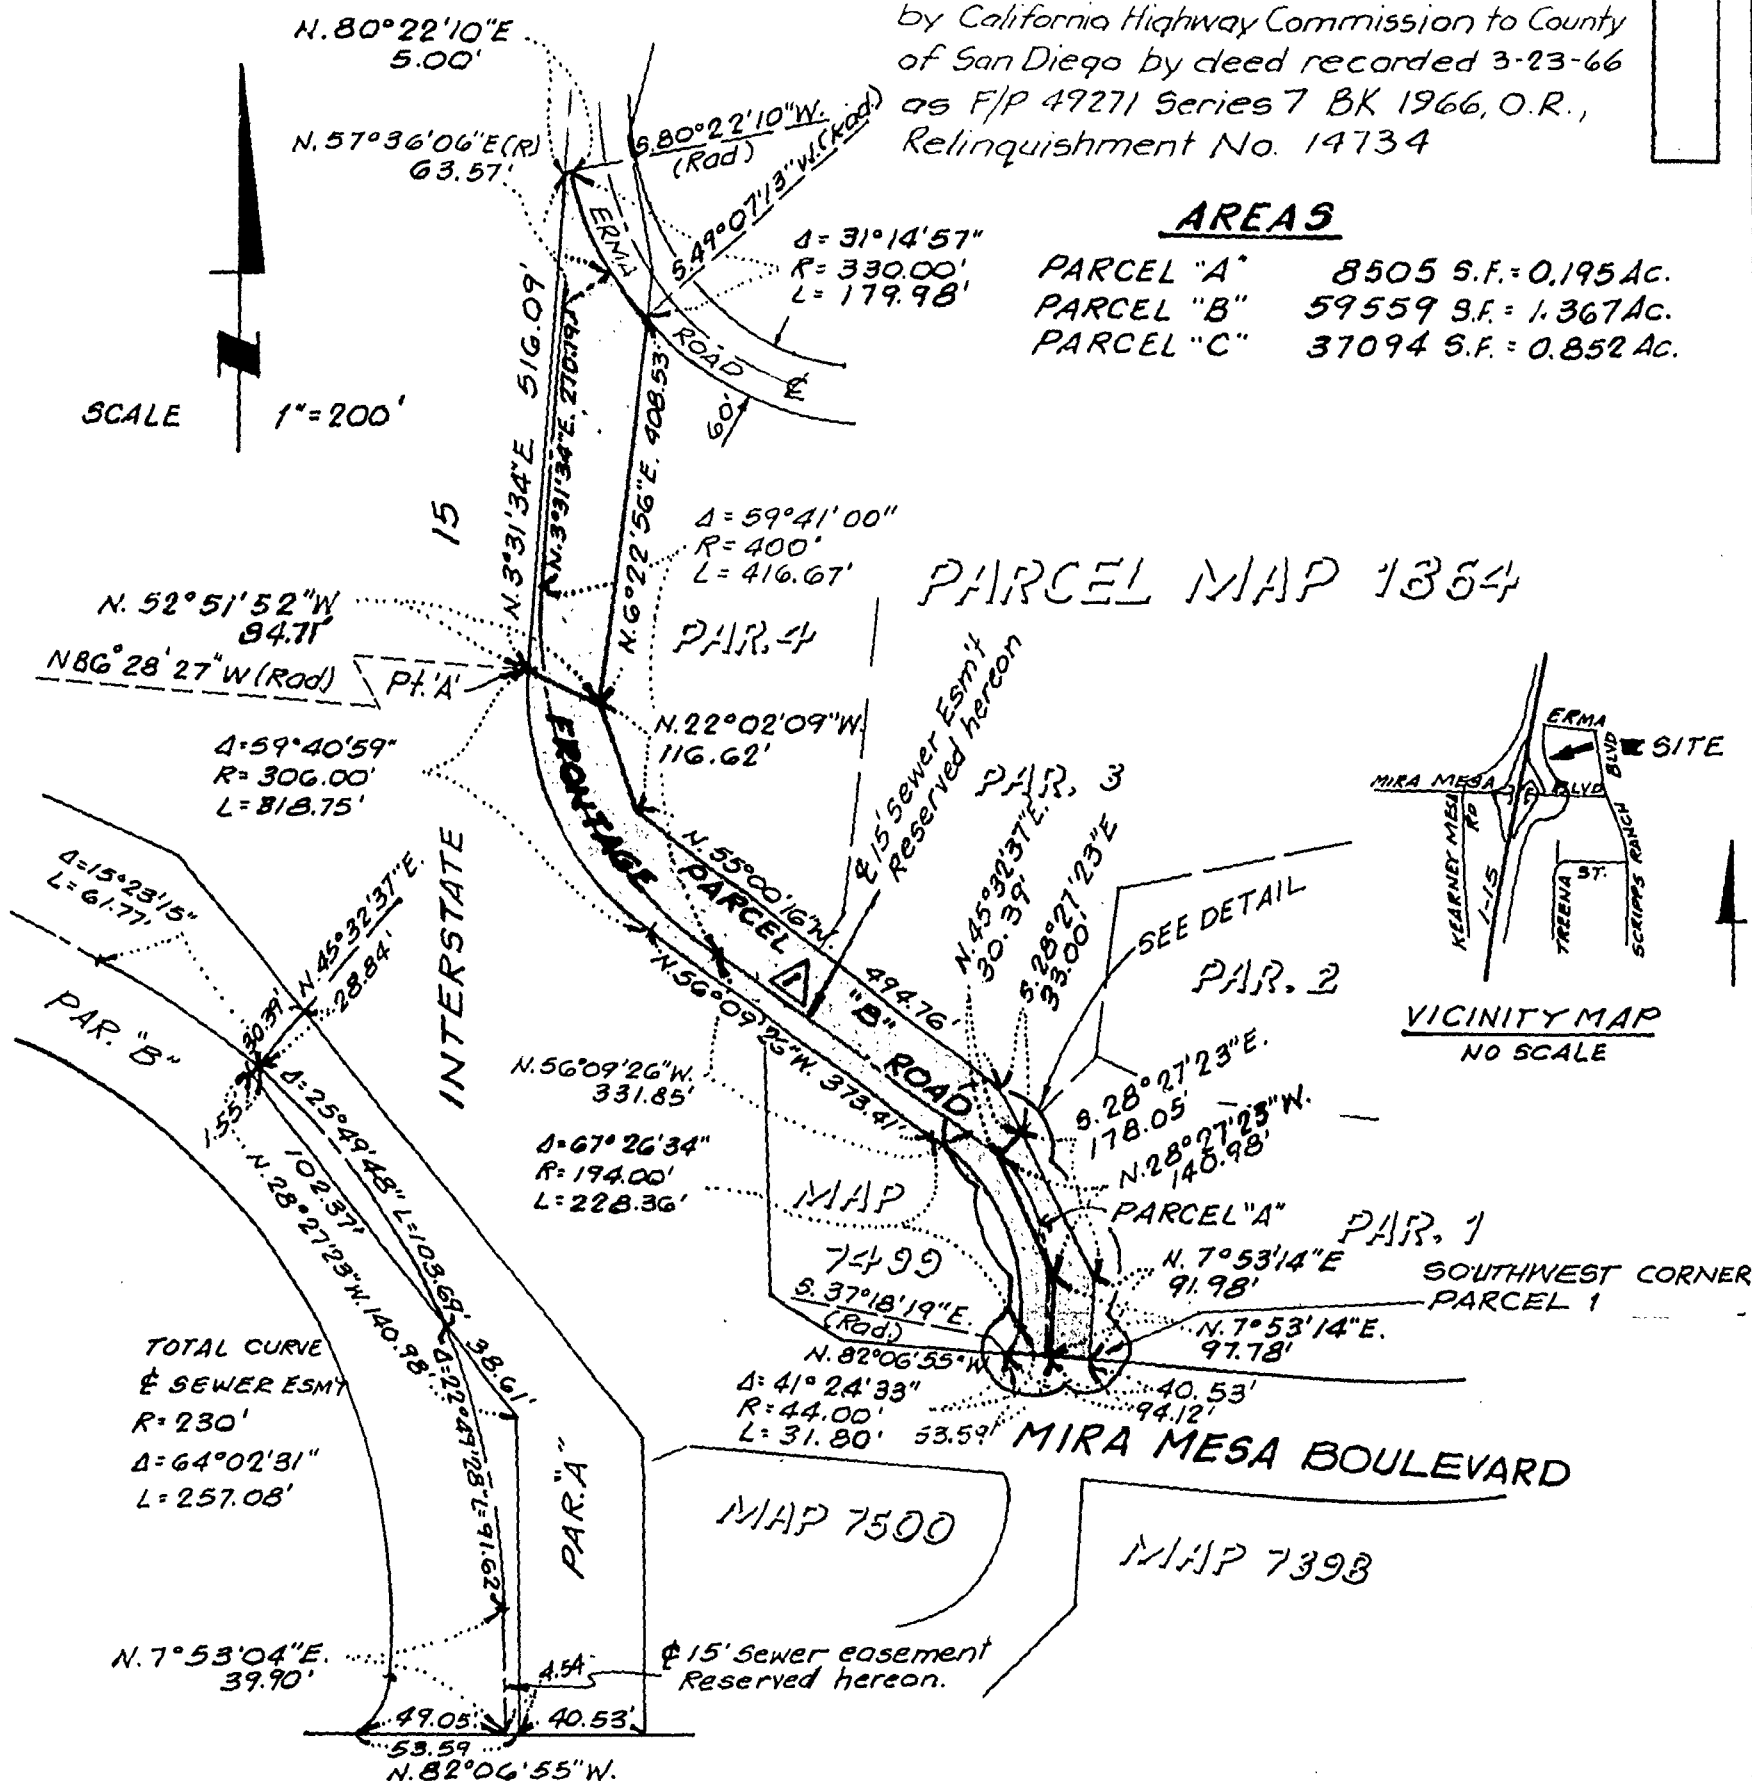 by California Highway Commission to County
of San Diego by deed recorded 3-23-66
as F/P 49271 Series 7 BK 1966, O.R.,
Relinquishment No. 14734
AREAS
PARCEL "A" 8505 S.F. = 0.195 Ac.
PARCEL "B" 59559 S.F. = 1.367 Ac.
PARCEL "C" 37094 S.F. = 0.852 Ac.
N. 80°22'10"E
5.00'
N. 57°36'06"E (R)
63.57'
S. 80°22'10"W.
(Rad)
S. 49°07'13" W. (Rad.)
ERMA
ROAD
℄
60'
Δ = 31°14'57"
R = 330.00'
L = 179.98'
SCALE 1" = 200'
N. 3°31'34"E 516.09'
N. 3°31'34"E. 270.19'
N. 6°22'56"E. 408.53'
Δ = 59°41'00"
R = 400'
L = 416.67'
15
INTERSTATE
PARCEL MAP 1864
PAR. 4
N. 52°51'52"W
84.71'
N 86°28'27" W (Rad)
Pt. 'A'
N. 22°02'09"W.
116.62'
Δ = 59°40'59"
R = 306.00'
L = 318.75'
℄ 15' Sewer Esm't
Reserved hereon
PAR. 3
FRONTAGE
ROAD
PARCEL
"B"
1
N. 55°00'16"W.
494.76'
N. 45°32'37"E.
30.39'
S. 28°27'23"E
33.00'
SEE DETAIL
PAR. 2
ERMA
BLVD
SITE
MIRA MESA
BLVD
KEARNEY MESA
RD
I-15
TREENA
ST.
SCRIPPS RANCH
VICINITY MAP
NO SCALE
N. 56°09'26"W. 373.41'
N. 56°09'26"W.
331.85'
S. 28°27'23"E.
178.05'
N. 28°27'23"W.
140.98'
Δ = 67°26'34"
R = 194.00'
L = 228.36'
MAP
7499
PARCEL "A"
PAR. 1
N. 7°53'14"E
91.98'
SOUTHWEST CORNER
PARCEL 1
N. 7°53'14"E.
97.78'
S. 37°18'19"E.
(Rad.)
N. 82°06'55"W
Δ = 41°24'33"
R = 44.00'
L = 31.80'
53.59'
40.53'
94.12'
MIRA MESA BOULEVARD
MAP 7500
MAP 7398
Δ = 15°23'15"
L = 61.77'
N. 45°32'37"E.
28.84'
30.39'
PAR. "B"
1.55'
Δ = 25°49'48" L = 103.69'
102.37'
N. 28°27'23"W. 140.98'
38.61'
Δ = 22°49'28" L = 91.62'
TOTAL CURVE
℄ SEWER ESMT
R = 230'
Δ = 64°02'31"
L = 257.08'
PAR. "A"
N. 7°53'04"E.
39.90'
4.54
℄ 15' Sewer easement
Reserved hereon.
49.05' 40.53'
53.59
N. 82°06'55"W.